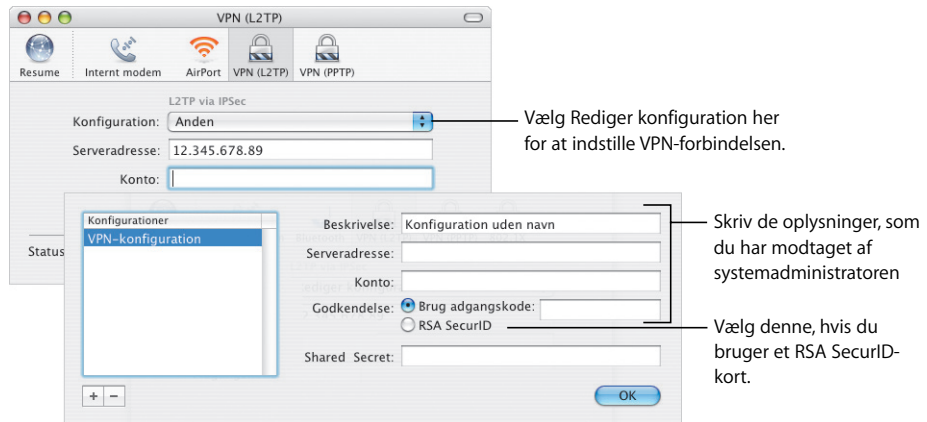 VPN (L2TP)
Resume
Internt modem
AirPort
VPN (L2TP)
VPN (PPTP)
L2TP via IPSec
Konfiguration: Anden
Serveradresse: 12.345.678.89
Konto:
Status
Vælg Rediger konfiguration her
for at indstille VPN-forbindelsen.
Konfigurationer
VPN-konfiguration
Beskrivelse: Konfiguration uden navn
Serveradresse:
Konto:
Godkendelse: Brug adgangskode:
RSA SecurID
Shared Secret:
+ −
OK
Skriv de oplysninger, som
du har modtaget af
systemadministratoren
Vælg denne, hvis du
bruger et RSA SecurID-
kort.